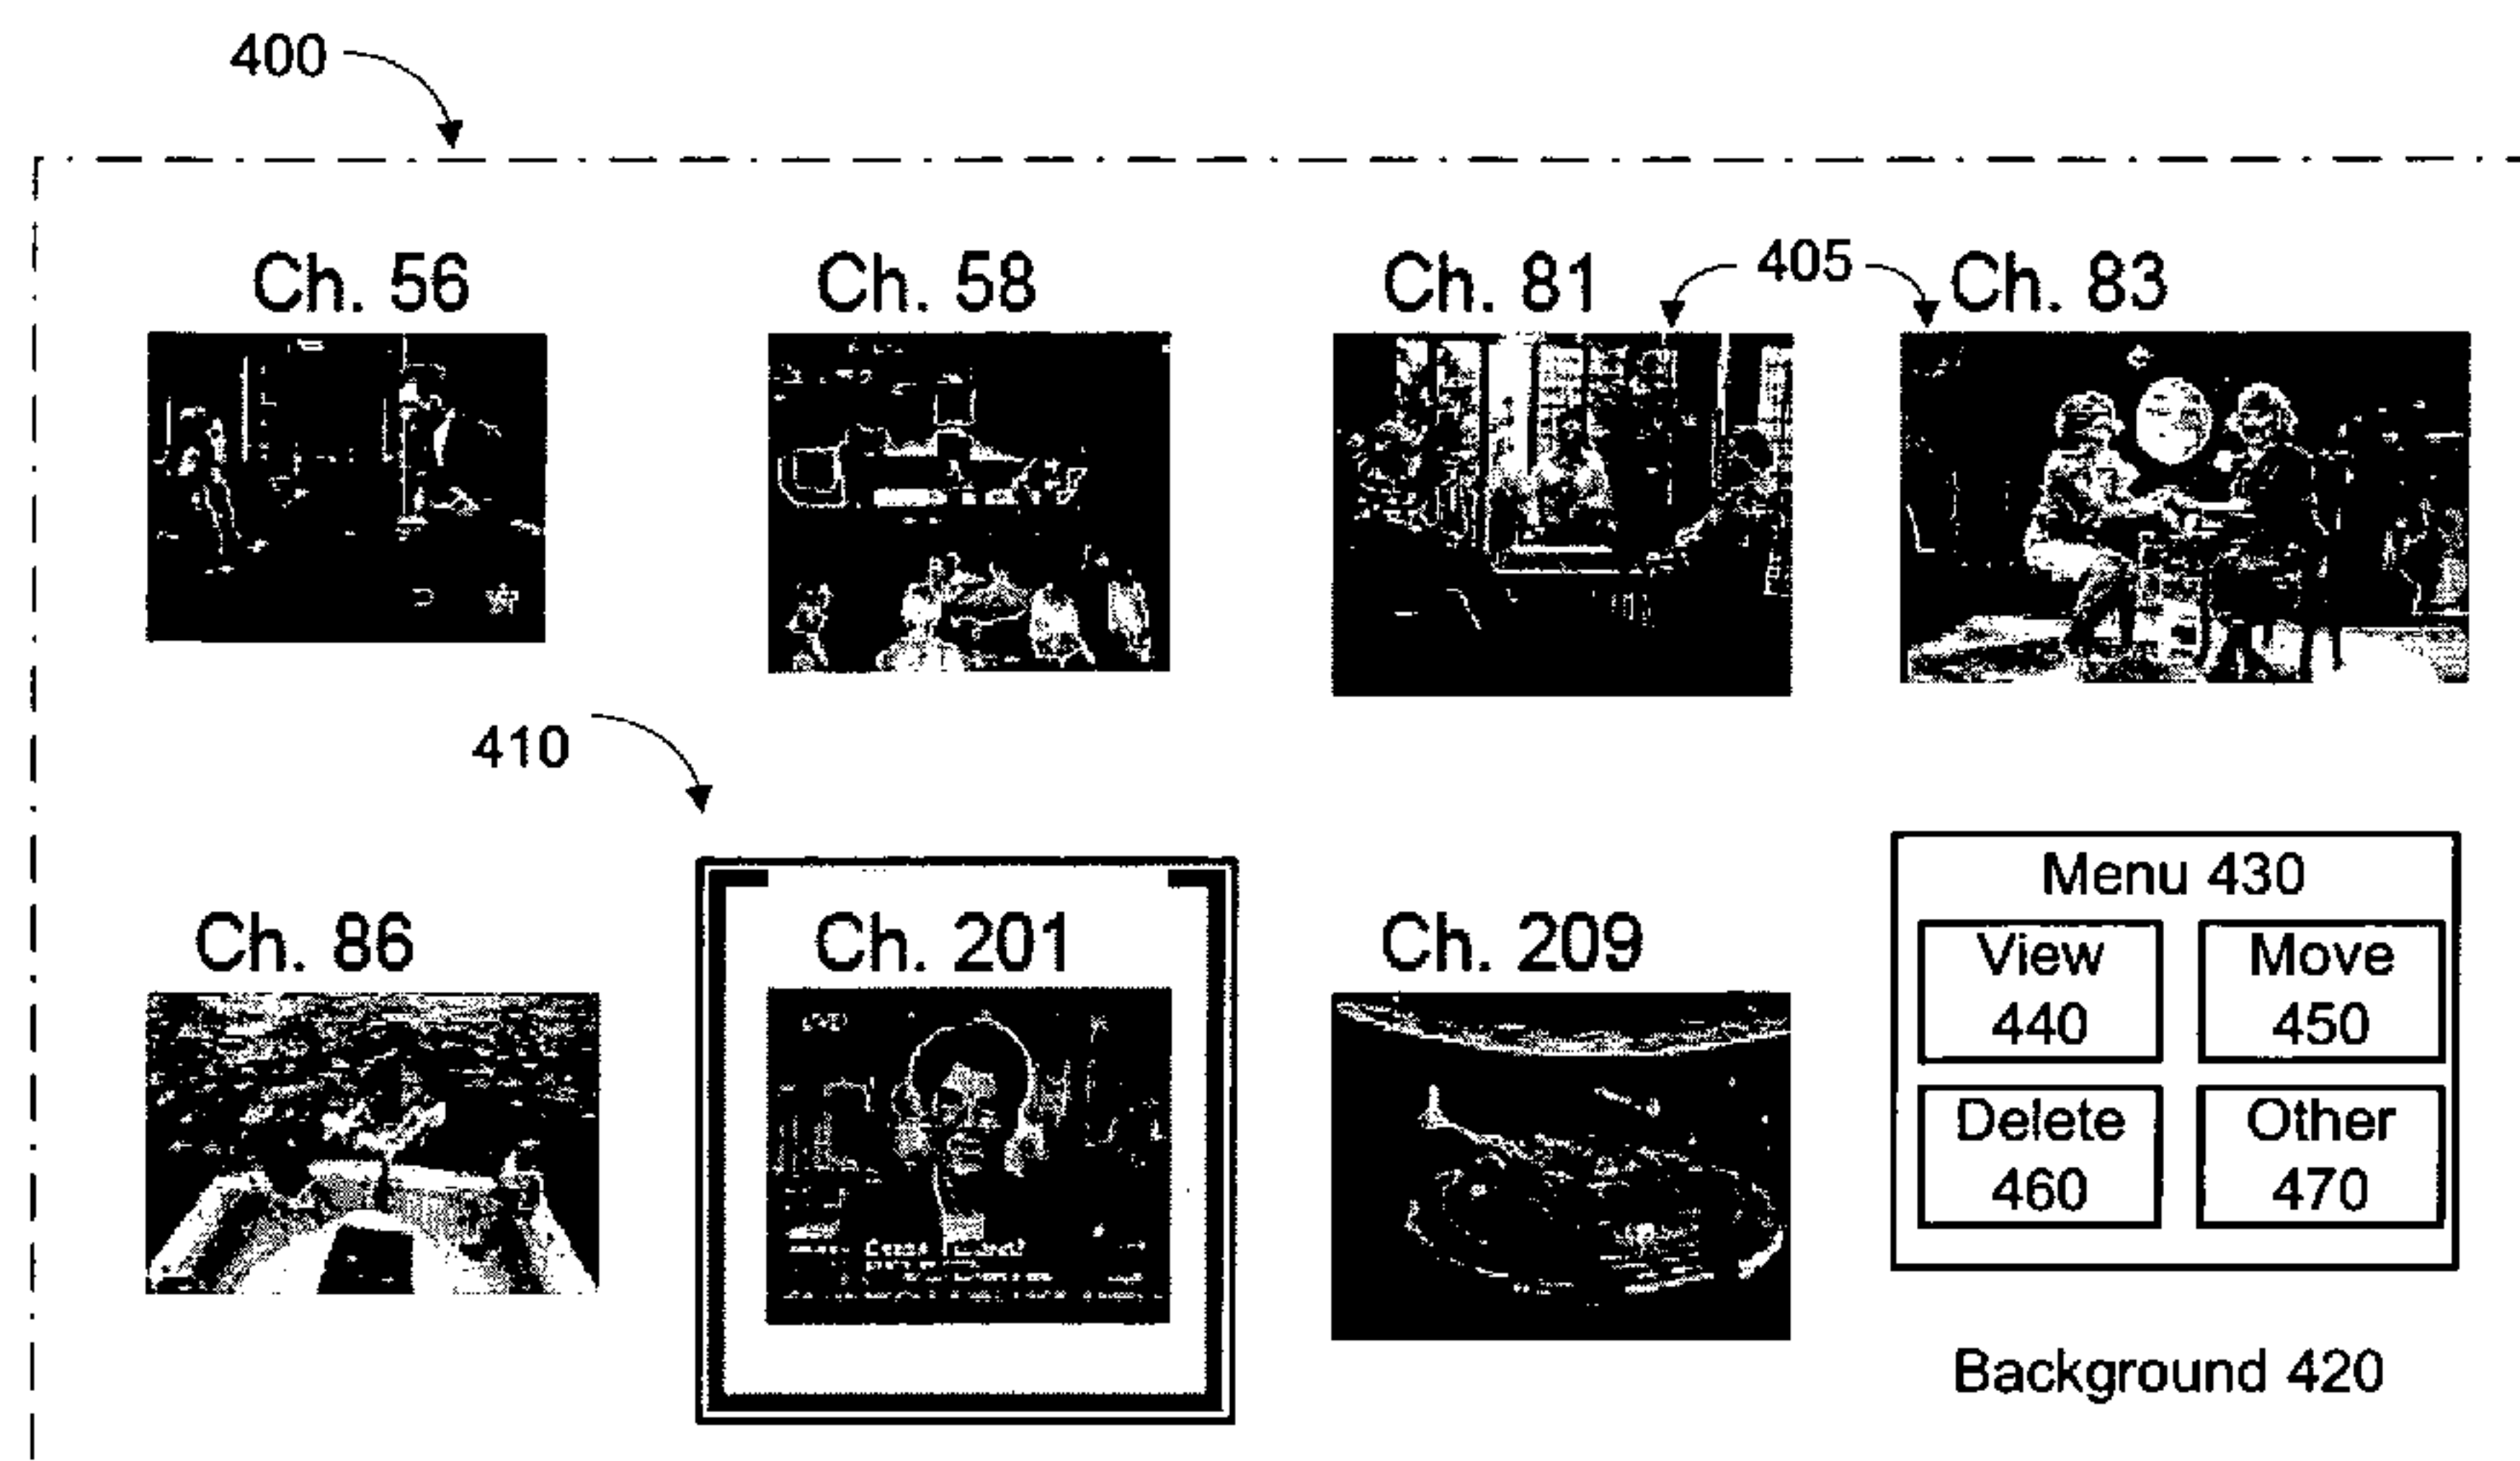 400
Ch. 56
Ch. 58
Ch. 81
405
Ch. 83
410
Ch. 86
Ch. 201
Ch. 209
Menu 430
View
440
Move
450
Delete
460
Other
470
Background 420